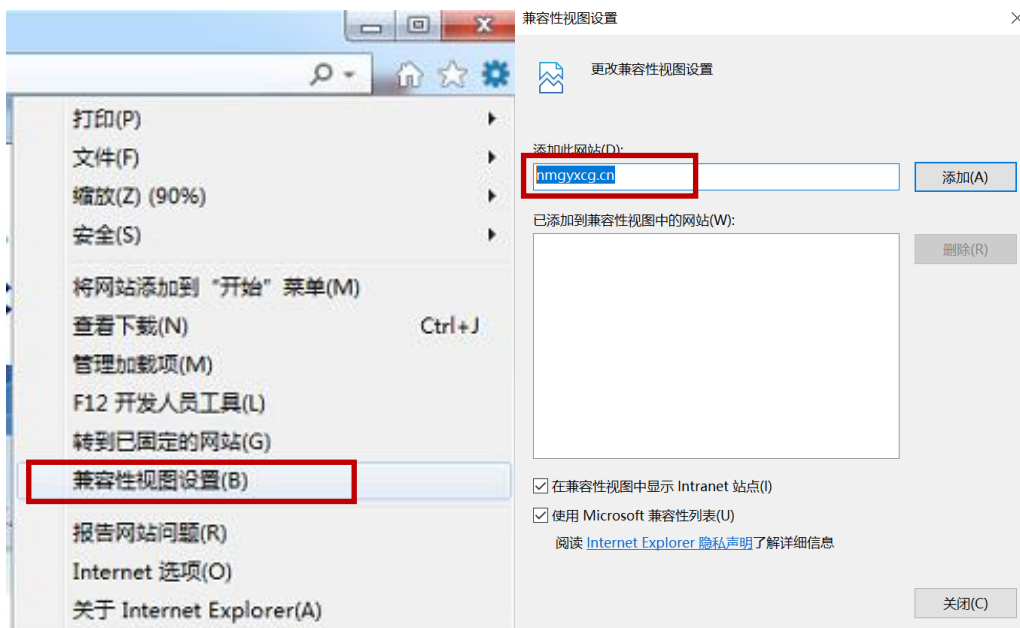 打印(P)
文件(F)
缩放(Z) (90%)
安全(S)
将网站添加到 “开始” 菜单(M)
查看下载(N) Ctrl+J
管理加载项(M)
F12 开发人员工具(L)
转到已固定的网站(G)
兼容性视图设置(B)
报告网站问题(R)
Internet 选项(O)
关于 Internet Explorer(A)
兼容性视图设置
更改兼容性视图设置
添加此网站(D):
nmgyxcg.cn
添加(A)
已添加到兼容性视图中的网站(W):
删除(R)
在兼容性视图中显示 Intranet 站点(I)
使用 Microsoft 兼容性列表(U)
阅读 Internet Explorer 隐私声明了解详细信息
关闭(C)